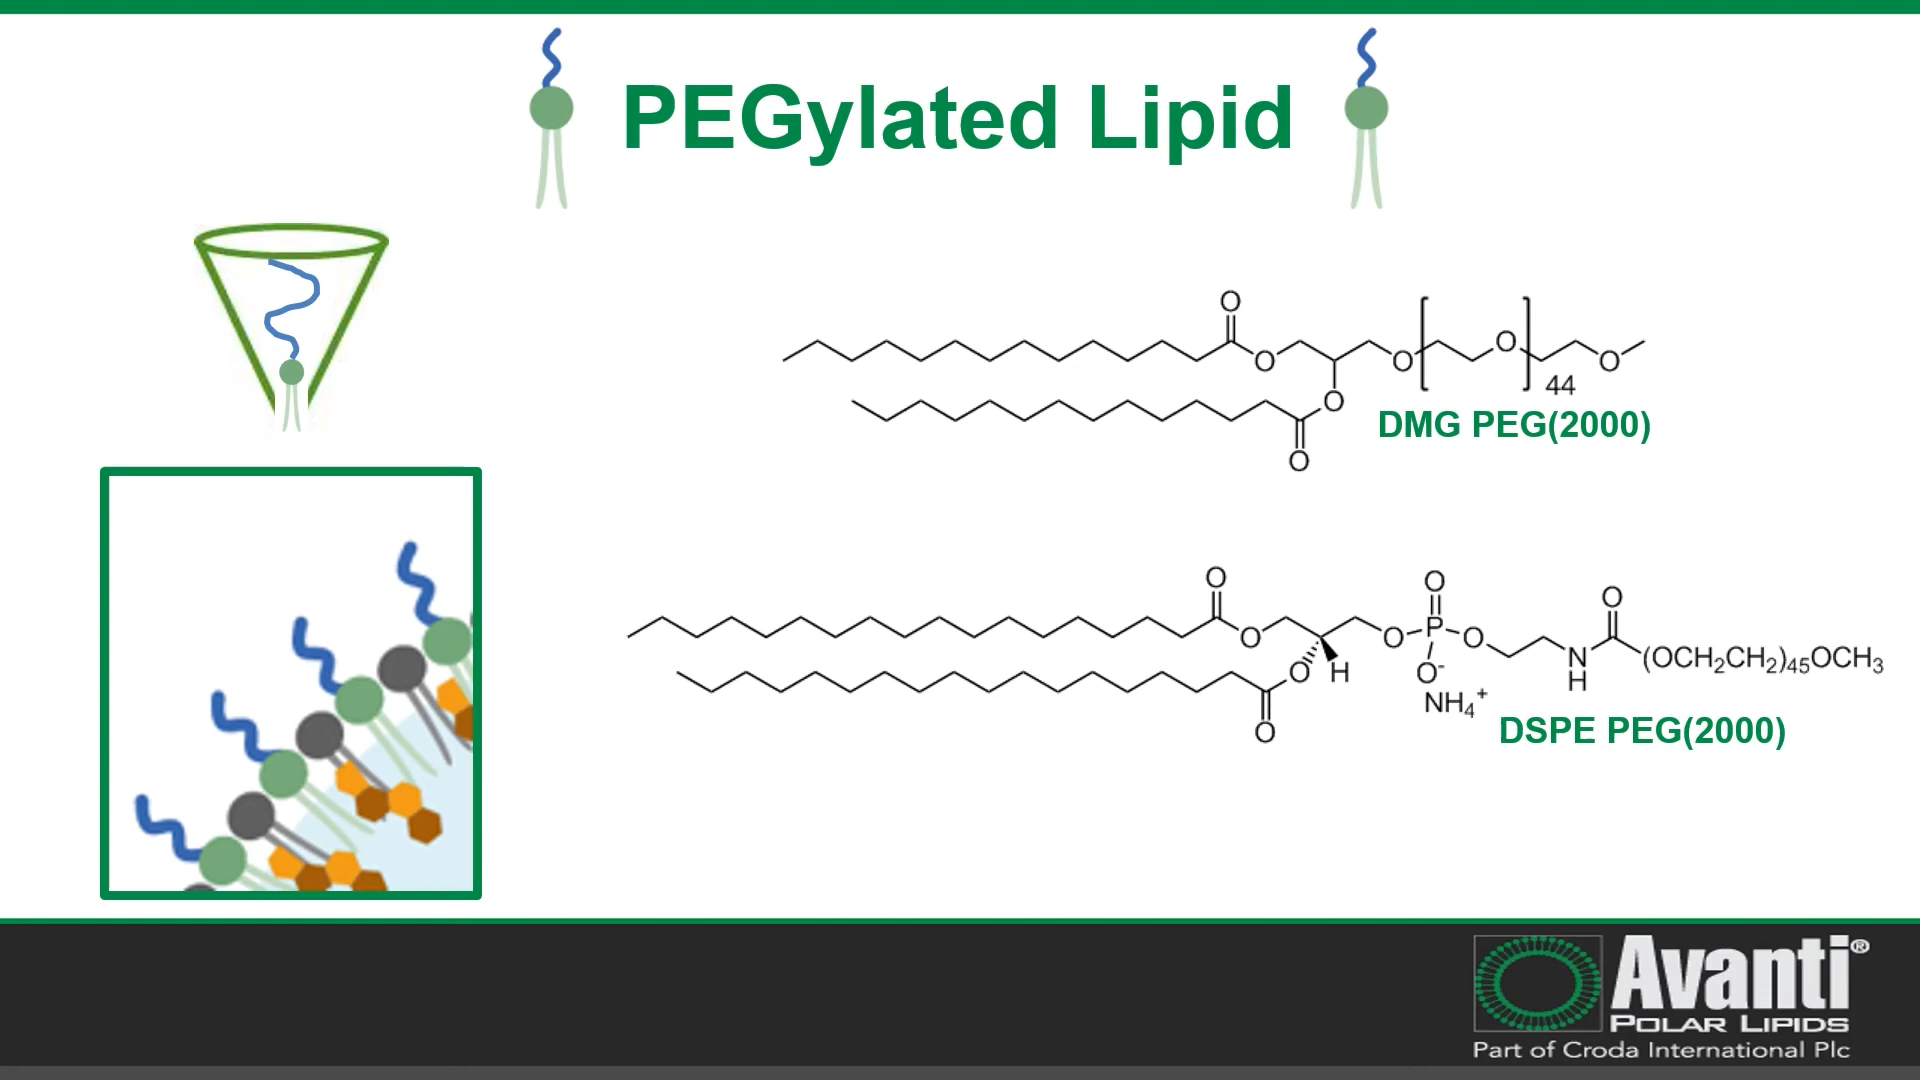 PEGylated Lipid
O
O
O
O
44
O
O
O
DMG PEG(2000)
O
O
O
O
O
P
O
O
H
O-
NH4+
N
H
(OCH2CH2)45OCH3
O
DSPE PEG(2000)
Avanti®
POLAR LIPIDS
Part of Croda International Plc